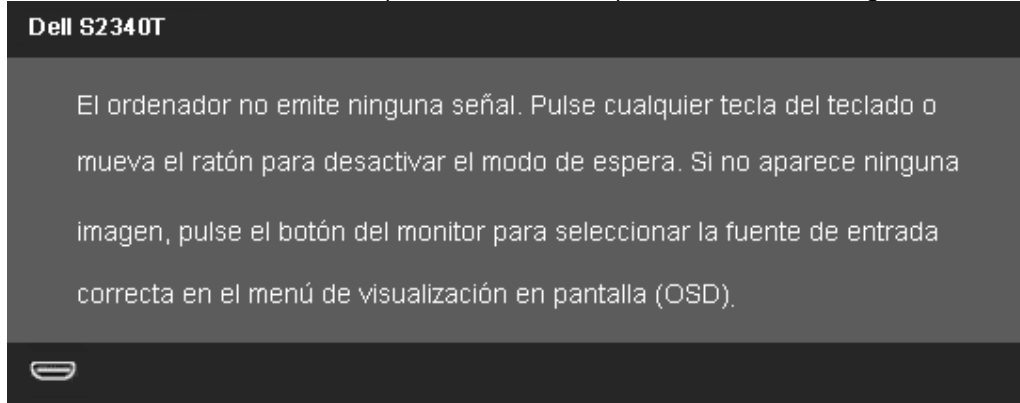 Dell S2340T
El ordenador no emite ninguna señal. Pulse cualquier tecla del teclado o
mueva el ratón para desactivar el modo de espera. Si no aparece ninguna
imagen, pulse el botón del monitor para seleccionar la fuente de entrada
correcta en el menú de visualización en pantalla (OSD).